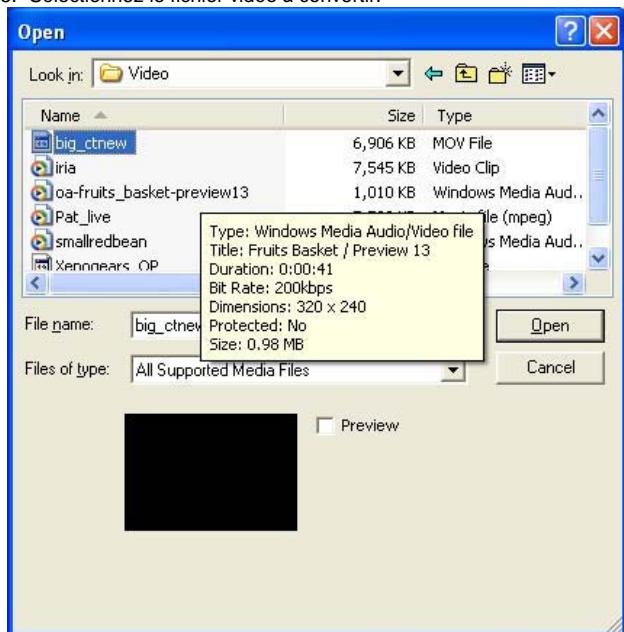 Sélectionnez le fichier vidéo à convertir.
Open
Look in: Video
Name Size Type
big_ctnew 6,906 KB MOV File
iria 7,545 KB Video Clip
oa-fruits_basket-preview13 1,010 KB Windows Media Aud..
Pat_live file (mpeg)
smallredbean Media Aud..
Xenogears_OP
Type: Windows Media Audio/Video file
Title: Fruits Basket / Preview 13
Duration: 0:00:41
Bit Rate: 200kbps
Dimensions: 320 x 240
Protected: No
Size: 0.98 MB
File name: big_ctnew Open
Files of type: All Supported Media Files Cancel
Preview